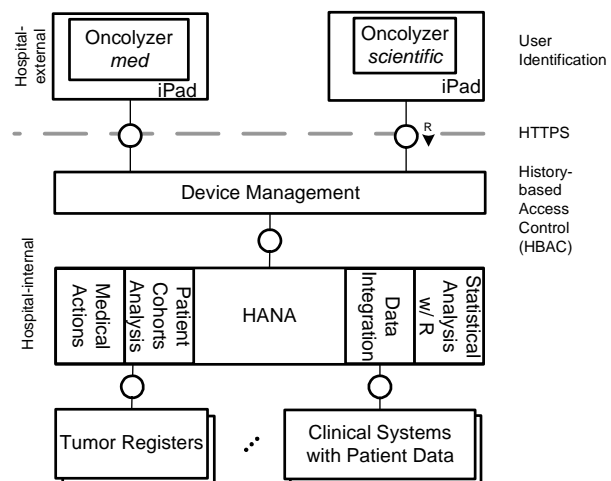 Hospital-
external
Oncolyzer
med
iPad
Oncolyzer
scientific
iPad
User
Identification
R
HTTPS
Device Management
History-
based
Access
Control
(HBAC)
Hospital-internal
Medical
Actions
Patient
Cohorts
Analysis
HANA
Data
Integration
Statistical
Analysis
w/ R
Tumor Registers
Clinical Systems
with Patient Data